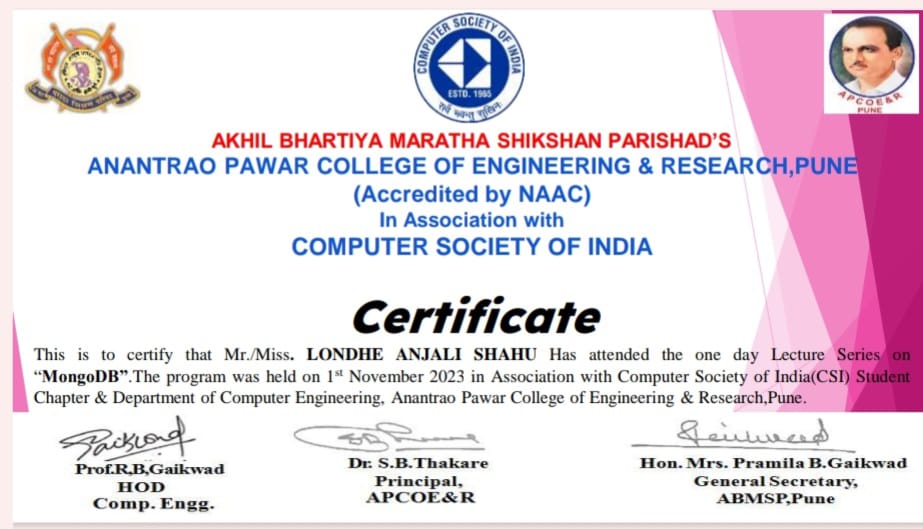 COMPUTER SOCIETY OF INDIA
ESTD. 1965
सर्वे भवन्तु सुखिनः
APCOE&R
PUNE
AKHIL BHARTIYA MARATHA SHIKSHAN PARISHAD'S
ANANTRAO PAWAR COLLEGE OF ENGINEERING & RESEARCH,PUNE
(Accredited by NAAC)
In Association with
COMPUTER SOCIETY OF INDIA
Certificate
This is to certify that Mr./Miss. LONDHE ANJALI SHAHU Has attended the one day Lecture Series on
“MongoDB”.The program was held on 1st November 2023 in Association with Computer Society of India(CSI) Student
Chapter & Department of Computer Engineering, Anantrao Pawar College of Engineering & Research,Pune.
Prof.R,B,Gaikwad
HOD
Comp. Engg.
Dr. S.B.Thakare
Principal,
APCOE&R
Hon. Mrs. Pramila B.Gaikwad
General Secretary,
ABMSP,Pune